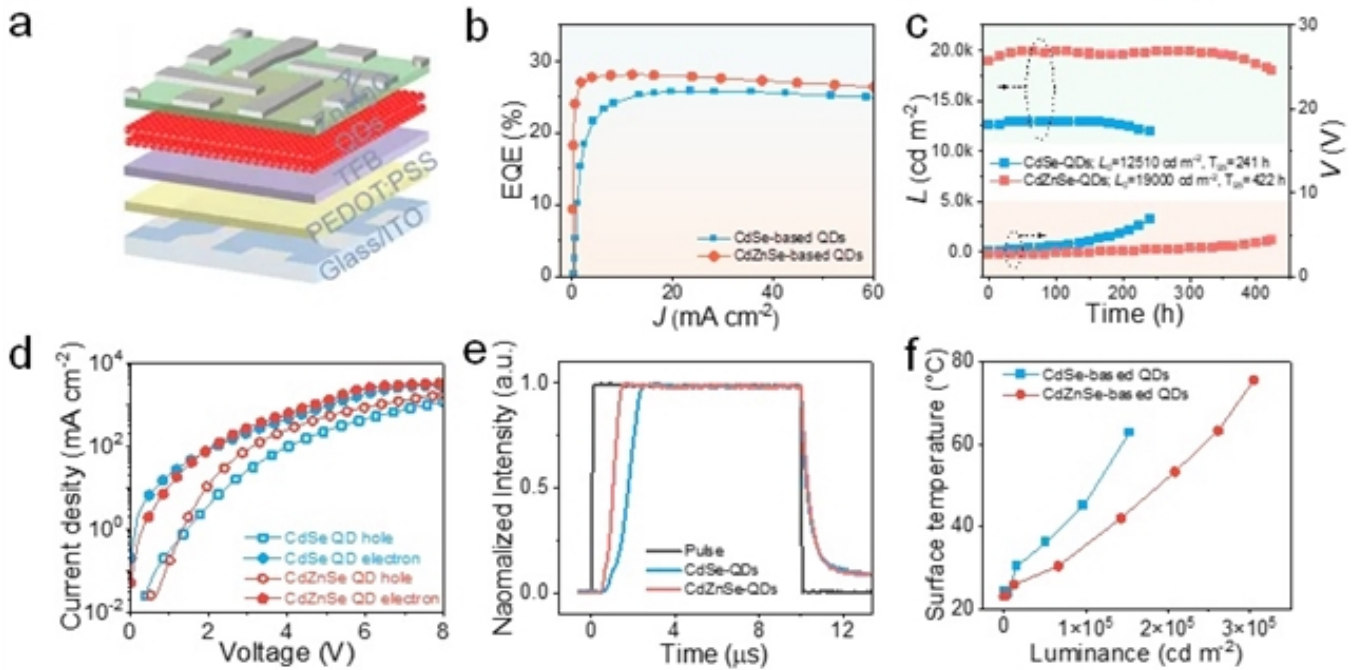 a
Ag
ZnMgO
QDs
TFB
PEDOT:PSS
Glass/ITO
b
EQE (%)
30
20
10
0
CdSe-based QDs
CdZnSe-based QDs
0
20
40
60
J (mA cm⁻²)
c
L (cd m⁻²)
20.0k
15.0k
10.0k
5.0k
0.0
CdSe-QDs; L₀=12510 cd m⁻², T₉₅=241 h
CdZnSe-QDs; L₀=19000 cd m⁻², T₉₅=422 h
30
20
10
0
V (V)
0
100
200
300
400
Time (h)
d
Current desity (mA cm⁻²)
10⁴
10²
10⁰
10⁻²
CdSe QD hole
CdSe QD electron
CdZnSe QD hole
CdZnSe QD electron
0
2
4
6
8
Voltage (V)
e
Naomalized Intensity (a.u.)
1.0
0.5
0.0
Pulse
CdSe-QDs
CdZnSe-QDs
0
4
8
12
Time (μs)
f
Surface temperature (°C)
80
60
40
20
CdSe-based QDs
CdZnSe-based QDs
0
1×10⁵
2×10⁵
3×10⁵
Luminance (cd m⁻²)